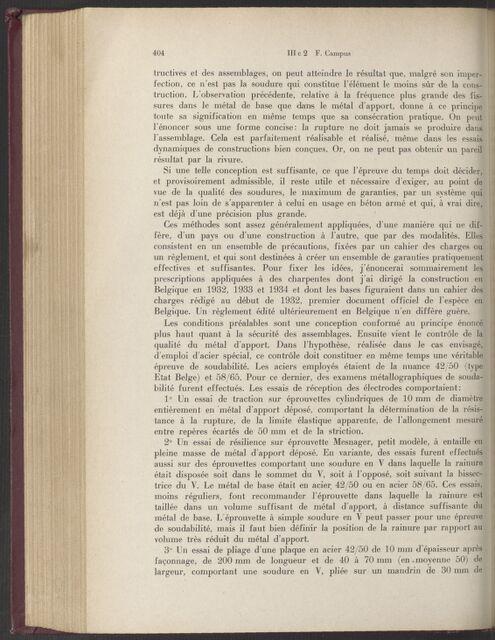 404 III c 2 F. Campus
tructives et des assemblages, on peut atteindre le résultat que, malgré son imper-
fection, ce n'est pas la soudure qui constitue l'élément le moins sûr de la cons-
truction. L'observation précédente, relative à la fréquence plus grande des fis-
sures dans le métal de base que dans le métal d'apport, donne à ce principe
toute sa signification en même temps que sa consécration pratique. On peut
l'énoncer sous une forme concise: la rupture ne doit jamais se produire dans
l'assemblage. Cela est parfaitement réalisable et réalisé, même dans les essais
dynamiques de constructions bien conçues. Or, on ne peut pas obtenir un pareil
résultat par la rivure.
Si une telle conception est suffisante, ce que l'épreuve du temps doit décider,
et provisoirement admissible, il reste utile et nécessaire d'exiger, au point de
vue de la qualité des soudures, le maximum de garanties, par un système qui
n'est pas loin de s'apparenter à celui en usage en béton armé et qui, à vrai dire,
est déjà d'une précision plus grande.
Ces méthodes sont assez généralement appliquées, d'une manière qui ne dif-
fère, d'un pays ou d'une construction à l'autre, que par des modalités. Elles
consistent en un ensemble de précautions, fixées par un cahier des charges ou
un règlement, et qui sont destinées à créer un ensemble de garanties pratiquement
effectives et suffisantes. Pour fixer les idées, j'énoncerai sommairement les
prescriptions appliquées à des charpentes dont j'ai dirigé la construction en
Belgique en 1932, 1933 et 1934 et dont les bases figuraient dans un cahier des
charges rédigé au début de 1932, premier document officiel de l'espèce en
Belgique. Un règlement édité ultérieurement en Belgique n'en diffère guère.
Les conditions préalables sont une conception conformé au principe énoncé
plus haut quant à la sécurité des assemblages. Ensuite vient le contrôle de la
qualité du métal d'apport. Dans l'hypothèse, réalisée dans le cas envisagé,
d'emploi d'acier spécial, ce contrôle doit constituer en même temps une véritable
épreuve de soudabilité. Les aciers employés étaient de la nuance 42/50 (type
Etat Belge) et 58/65. Pour ce dernier, des examens métallographiques de souda-
bilité furent effectués. Les essais de réception des électrodes comportaient:
1° Un essai de traction sur éprouvettes cylindriques de 10 mm de diamètre
entièrement en métal d'apport déposé, comportant la détermination de la résis-
tance à la rupture, de la limite élastique apparente, de l'allongement mesuré
entre repères écartés de 50 mm et de la striction.
2° Un essai de résilience sur éprouvette Mesnager, petit modèle, à entaille en
pleine masse de métal d'apport déposé. En variante, des essais furent effectués
aussi sur des éprouvettes comportant une soudure en V dans laquelle la rainure
était disposée soit dans le sommet du V, soit à l'opposé, soit suivant la bissec-
trice du V. Le métal de base était en acier 42/50 ou en acier 58/65. Ces essais,
moins réguliers, font recommander l'éprouvette dans laquelle la rainure est
taillée dans un volume suffisant de métal d'apport, à distance suffisante du
métal de base. L'éprouvette à simple soudure en V peut passer pour une épreuve
de soudabilité, mais il faut bien définir la position de la rainure par rapport au
volume très réduit du métal d'apport.
3° Un essai de pliage d'une plaque en acier 42/50 de 10 mm d'épaisseur après
façonnage, de 200 mm de longueur et de 40 à 70 mm (en moyenne 50) de
largeur, comportant une soudure en V, pliée sur un mandrin de 30 mm de